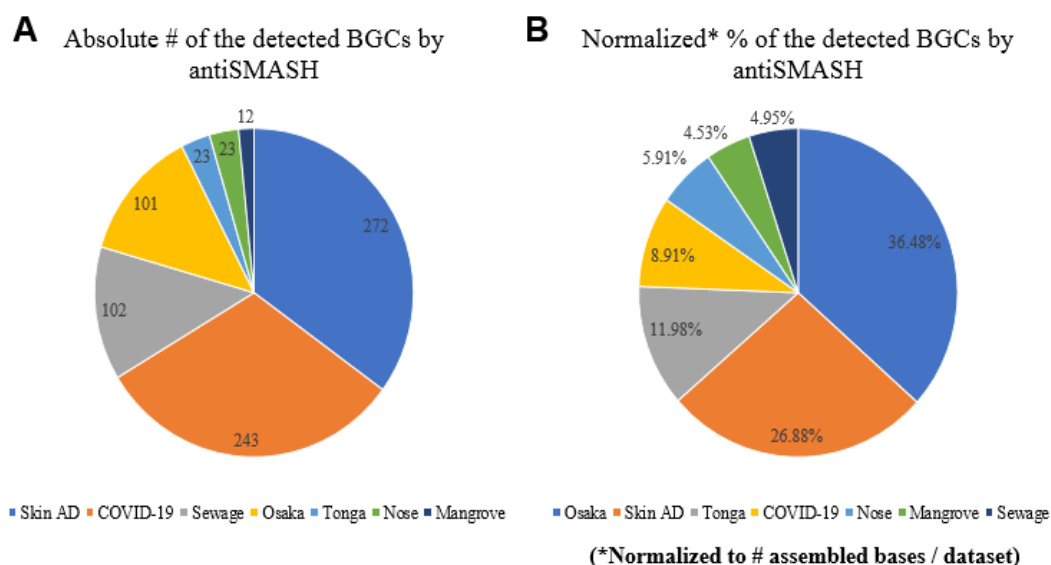 A
Absolute # of the detected BGCs by
antiSMASH
12
23
23
101
272
102
243
Skin AD COVID-19 Sewage Osaka Tonga Nose Mangrove
B
Normalized* % of the detected BGCs by
antiSMASH
4.95%
4.53%
5.91%
36.48%
8.91%
11.98%
26.88%
Osaka Skin AD Tonga COVID-19 Nose Mangrove Sewage
(*Normalized to # assembled bases / dataset)